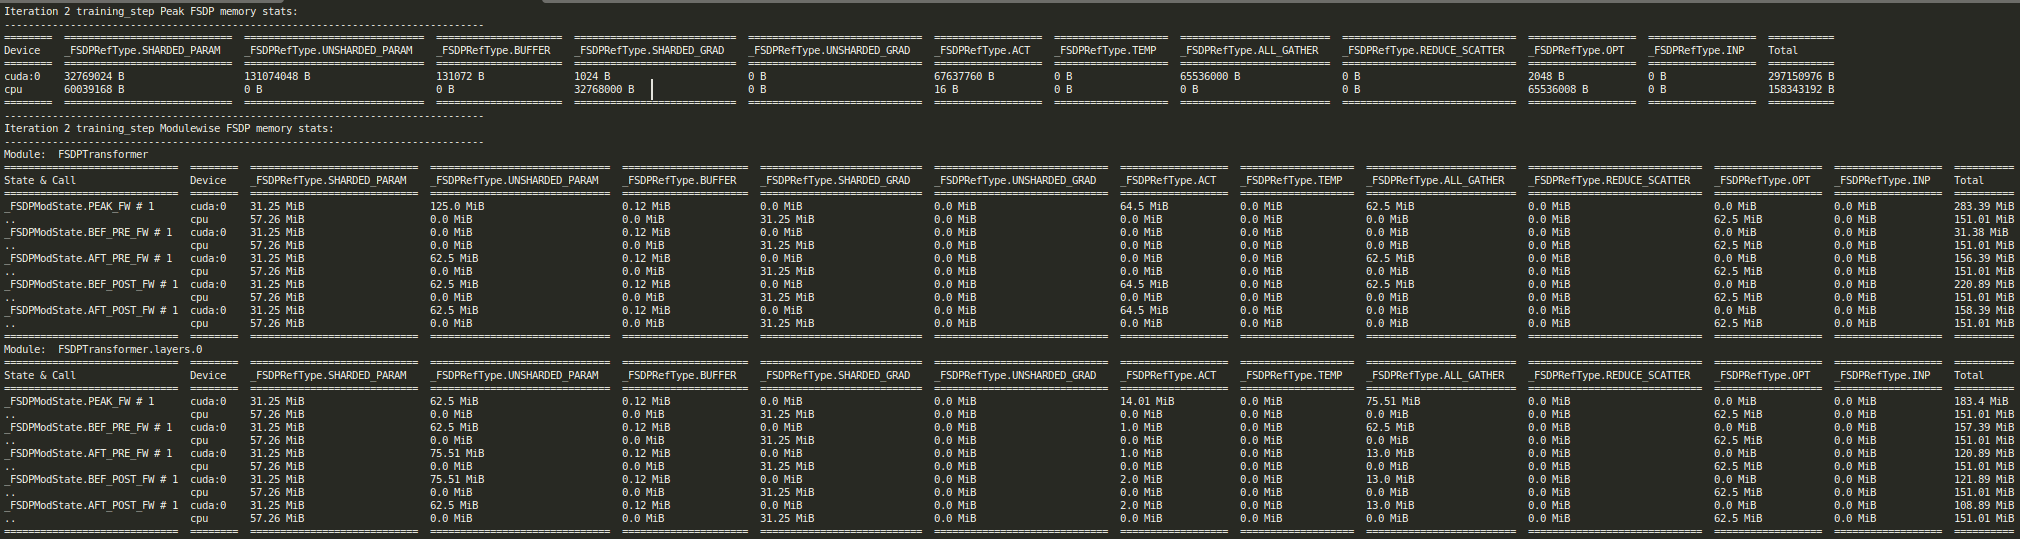 Iteration 2 training_step Peak FSDP memory stats:
--------------------------------------------------------------------------------
========  ============================  ==============================  =====================  ============================  =============================  ==================  ===================  =======================  ===============================  ==================  ==================  ===========
Device    _FSDPRefType.SHARDED_PARAM    _FSDPRefType.UNSHARDED_PARAM    _FSDPRefType.BUFFER    _FSDPRefType.SHARDED_GRAD    _FSDPRefType.UNSHARDED_GRAD    _FSDPRefType.ACT    _FSDPRefType.TEMP    _FSDPRefType.ALL_GATHER    _FSDPRefType.REDUCE_SCATTER    _FSDPRefType.OPT    _FSDPRefType.INP    Total
========  ============================  ==============================  =====================  ============================  =============================  ==================  ===================  =======================  ===============================  ==================  ==================  ===========
cuda:0    32769024 B    131074048 B    131072 B    1024 B    0 B    67637760 B    0 B    65536000 B    0 B    2048 B    0 B    297150976 B
cpu    60039168 B    0 B    0 B    32768000 B    0 B    16 B    0 B    0 B    0 B    65536008 B    0 B    158343192 B
========  ============================  ==============================  =====================  ============================  =============================  ==================  ===================  =======================  ===============================  ==================  ==================  ===========
--------------------------------------------------------------------------------
Iteration 2 training_step Modulewise FSDP memory stats:
--------------------------------------------------------------------------------
Module:  FSDPTransformer
State & Call    Device    _FSDPRefType.SHARDED_PARAM    _FSDPRefType.UNSHARDED_PARAM    _FSDPRefType.BUFFER    _FSDPRefType.SHARDED_GRAD    _FSDPRefType.UNSHARDED_GRAD    _FSDPRefType.ACT    _FSDPRefType.TEMP    _FSDPRefType.ALL_GATHER    _FSDPRefType.REDUCE_SCATTER    _FSDPRefType.OPT    _FSDPRefType.INP    Total
_FSDPModState.PEAK_FW # 1    cuda:0    31.25 MiB    125.0 MiB    0.12 MiB    0.0 MiB    0.0 MiB    64.5 MiB    0.0 MiB    62.5 MiB    0.0 MiB    0.0 MiB    0.0 MiB    283.39 MiB
..    cpu    57.26 MiB    0.0 MiB    0.0 MiB    31.25 MiB    0.0 MiB    0.0 MiB    0.0 MiB    0.0 MiB    0.0 MiB    62.5 MiB    0.0 MiB    151.01 MiB
_FSDPModState.BEF_PRE_FW # 1    cuda:0    31.25 MiB    0.0 MiB    0.12 MiB    0.0 MiB    0.0 MiB    0.0 MiB    0.0 MiB    0.0 MiB    0.0 MiB    0.0 MiB    0.0 MiB    31.38 MiB
..    cpu    57.26 MiB    0.0 MiB    0.0 MiB    31.25 MiB    0.0 MiB    0.0 MiB    0.0 MiB    0.0 MiB    0.0 MiB    62.5 MiB    0.0 MiB    151.01 MiB
_FSDPModState.AFT_PRE_FW # 1    cuda:0    31.25 MiB    62.5 MiB    0.12 MiB    0.0 MiB    0.0 MiB    0.0 MiB    0.0 MiB    62.5 MiB    0.0 MiB    0.0 MiB    0.0 MiB    156.39 MiB
..    cpu    57.26 MiB    0.0 MiB    0.0 MiB    31.25 MiB    0.0 MiB    0.0 MiB    0.0 MiB    0.0 MiB    0.0 MiB    62.5 MiB    0.0 MiB    151.01 MiB
_FSDPModState.BEF_POST_FW # 1    cuda:0    31.25 MiB    62.5 MiB    0.12 MiB    0.0 MiB    0.0 MiB    64.5 MiB    0.0 MiB    62.5 MiB    0.0 MiB    0.0 MiB    0.0 MiB    220.89 MiB
..    cpu    57.26 MiB    0.0 MiB    0.0 MiB    31.25 MiB    0.0 MiB    0.0 MiB    0.0 MiB    0.0 MiB    0.0 MiB    62.5 MiB    0.0 MiB    151.01 MiB
_FSDPModState.AFT_POST_FW # 1    cuda:0    31.25 MiB    62.5 MiB    0.12 MiB    0.0 MiB    0.0 MiB    64.5 MiB    0.0 MiB    0.0 MiB    0.0 MiB    0.0 MiB    0.0 MiB    158.39 MiB
..    cpu    57.26 MiB    0.0 MiB    0.0 MiB    31.25 MiB    0.0 MiB    0.0 MiB    0.0 MiB    0.0 MiB    0.0 MiB    62.5 MiB    0.0 MiB    151.01 MiB
Module:  FSDPTransformer.layers.0
State & Call    Device    _FSDPRefType.SHARDED_PARAM    _FSDPRefType.UNSHARDED_PARAM    _FSDPRefType.BUFFER    _FSDPRefType.SHARDED_GRAD    _FSDPRefType.UNSHARDED_GRAD    _FSDPRefType.ACT    _FSDPRefType.TEMP    _FSDPRefType.ALL_GATHER    _FSDPRefType.REDUCE_SCATTER    _FSDPRefType.OPT    _FSDPRefType.INP    Total
_FSDPModState.PEAK_FW # 1    cuda:0    31.25 MiB    62.5 MiB    0.12 MiB    0.0 MiB    0.0 MiB    14.01 MiB    0.0 MiB    75.51 MiB    0.0 MiB    0.0 MiB    0.0 MiB    183.4 MiB
..    cpu    57.26 MiB    0.0 MiB    0.0 MiB    31.25 MiB    0.0 MiB    0.0 MiB    0.0 MiB    0.0 MiB    0.0 MiB    62.5 MiB    0.0 MiB    151.01 MiB
_FSDPModState.BEF_PRE_FW # 1    cuda:0    31.25 MiB    62.5 MiB    0.12 MiB    0.0 MiB    0.0 MiB    1.0 MiB    0.0 MiB    62.5 MiB    0.0 MiB    0.0 MiB    0.0 MiB    157.39 MiB
..    cpu    57.26 MiB    0.0 MiB    0.0 MiB    31.25 MiB    0.0 MiB    0.0 MiB    0.0 MiB    0.0 MiB    0.0 MiB    62.5 MiB    0.0 MiB    151.01 MiB
_FSDPModState.AFT_PRE_FW # 1    cuda:0    31.25 MiB    75.51 MiB    0.12 MiB    0.0 MiB    0.0 MiB    1.0 MiB    0.0 MiB    13.0 MiB    0.0 MiB    0.0 MiB    0.0 MiB    120.89 MiB
..    cpu    57.26 MiB    0.0 MiB    0.0 MiB    31.25 MiB    0.0 MiB    0.0 MiB    0.0 MiB    0.0 MiB    0.0 MiB    62.5 MiB    0.0 MiB    151.01 MiB
_FSDPModState.BEF_POST_FW # 1    cuda:0    31.25 MiB    75.51 MiB    0.12 MiB    0.0 MiB    0.0 MiB    2.0 MiB    0.0 MiB    13.0 MiB    0.0 MiB    0.0 MiB    0.0 MiB    121.89 MiB
..    cpu    57.26 MiB    0.0 MiB    0.0 MiB    31.25 MiB    0.0 MiB    0.0 MiB    0.0 MiB    0.0 MiB    0.0 MiB    62.5 MiB    0.0 MiB    151.01 MiB
_FSDPModState.AFT_POST_FW # 1    cuda:0    31.25 MiB    62.5 MiB    0.12 MiB    0.0 MiB    0.0 MiB    2.0 MiB    0.0 MiB    13.0 MiB    0.0 MiB    0.0 MiB    0.0 MiB    108.89 MiB
..    cpu    57.26 MiB    0.0 MiB    0.0 MiB    31.25 MiB    0.0 MiB    0.0 MiB    0.0 MiB    0.0 MiB    0.0 MiB    62.5 MiB    0.0 MiB    151.01 MiB